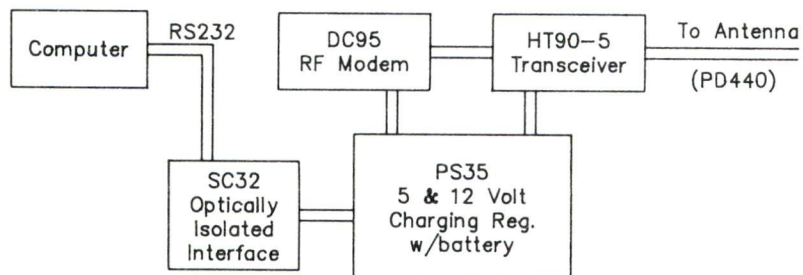 Computer
RS232
DC95
RF Modem
HT90-5
Transceiver
To Antenna
(PD440)
SC32
Optically
Isolated
Interface
PS35
5 & 12 Volt
Charging Reg.
w/battery